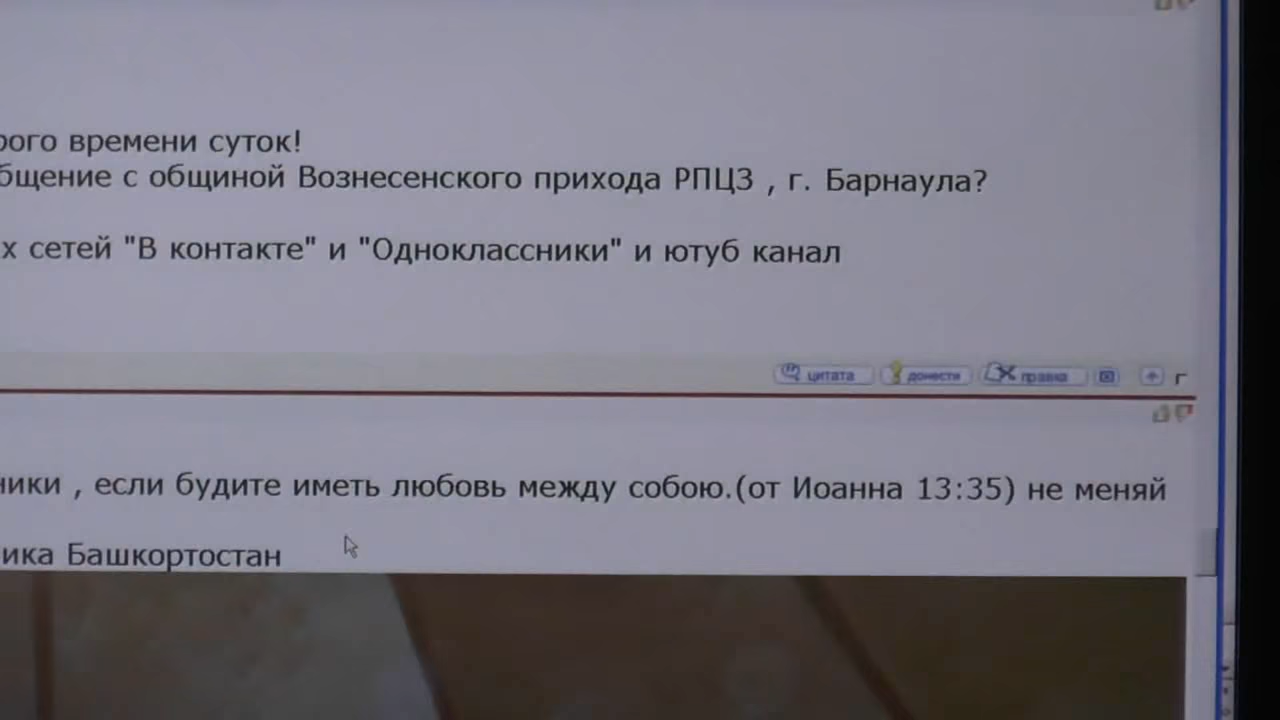 рого времени суток!
бщение с общиной Вознесенского прихода РПЦЗ , г. Барнаула?
х сетей "В контакте" и "Одноклассники" и ютуб канал
цитата донести правка г
ники , если будите иметь любовь между собою.(от Иоанна 13:35) не меняй
ика Башкортостан